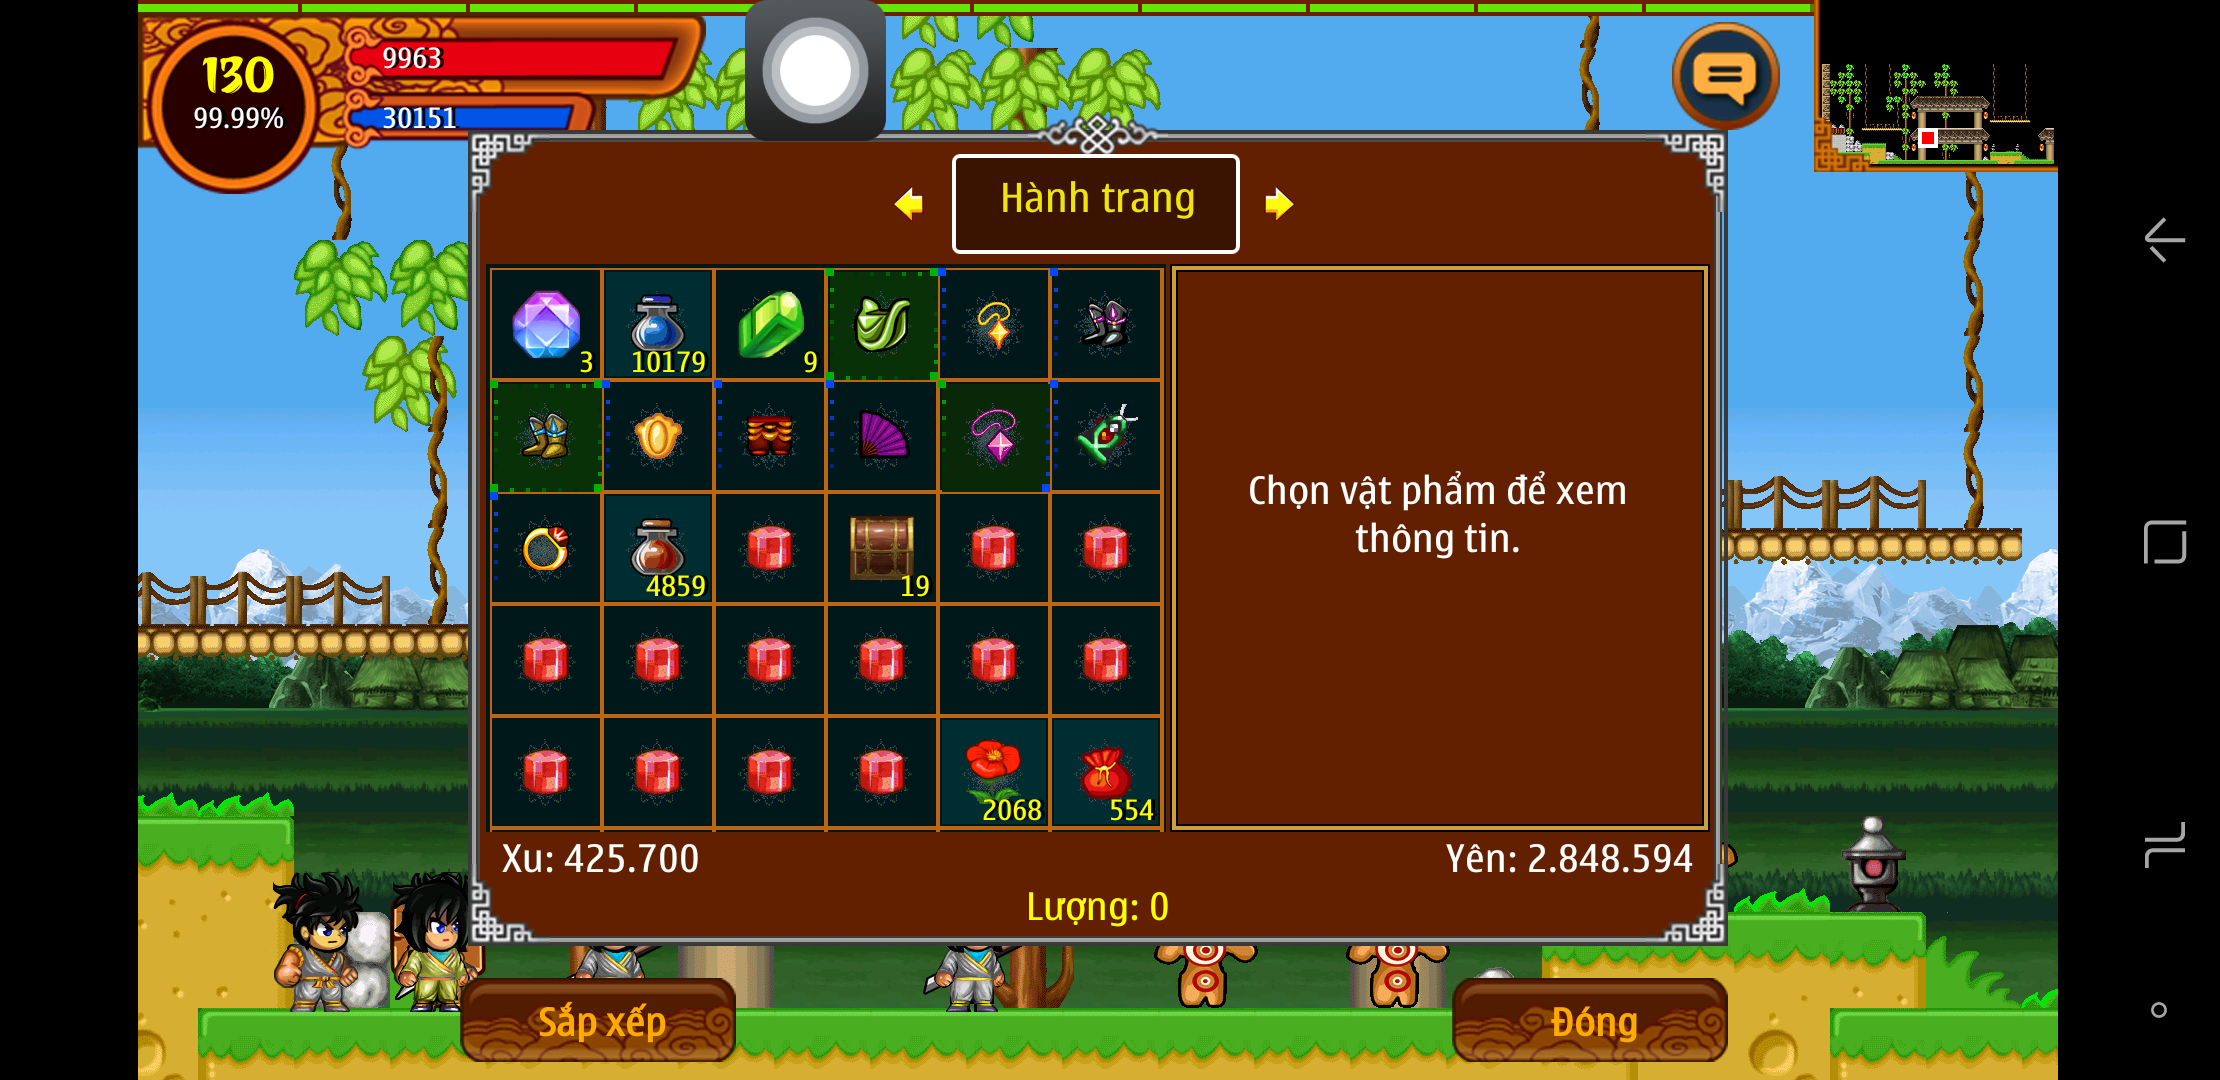 130
99.99%
9963
30151
Hành trang
3
10179
9
4859
19
2068
554
Chọn vật phẩm để xem
thông tin.
Xu: 425.700
Yên: 2.848.594
Lượng: 0
Sắp xếp
Đóng